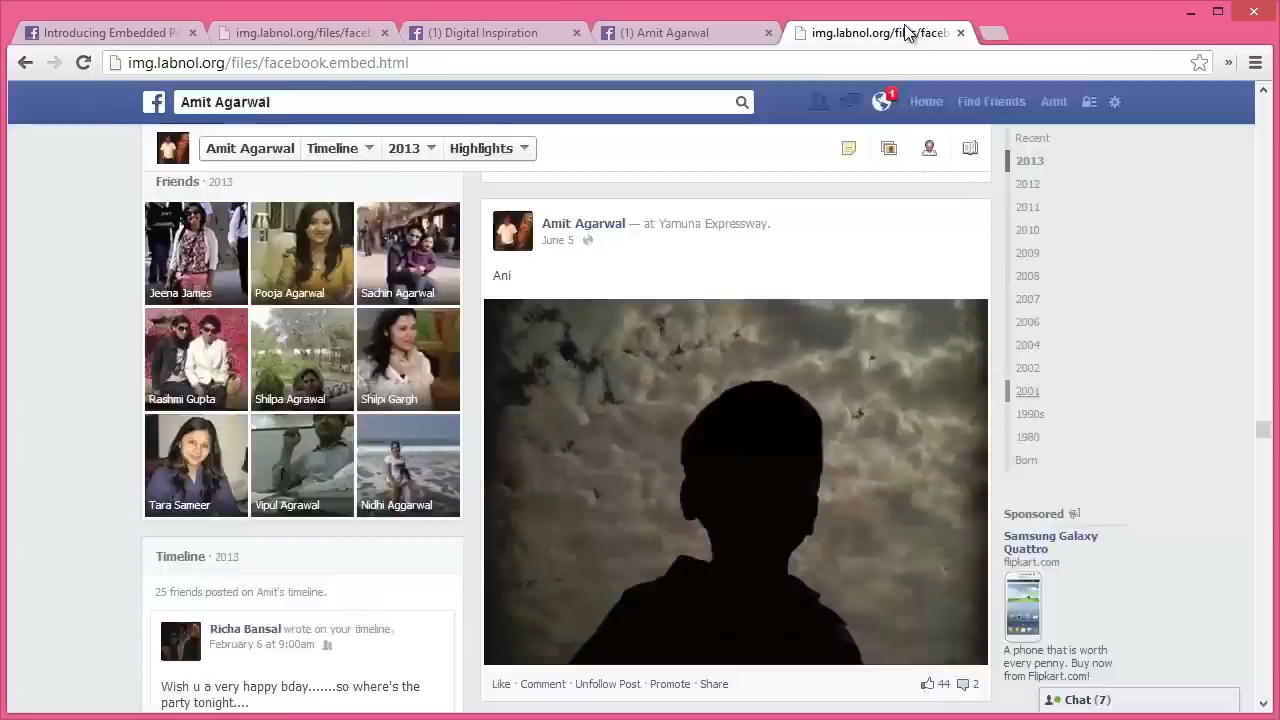 Introducing Embedded P
img.labnol.org/files/faceb
(1) Digital Inspiration
(1) Amit Agarwal
img.labnol.org/files/faceb
img.labnol.org/files/facebook.embed.html
Amit Agarwal
1
Home
Find Friends
Amit
Amit Agarwal
Timeline
2013
Highlights
Friends · 2013
Jeena James
Pooja Agarwal
Sachin Agarwal
Rashmi Gupta
Shilpa Agrawal
Shilpi Gargh
Tara Sameer
Vipul Agrawal
Nidhi Aggarwal
Timeline · 2013
25 friends posted on Amit's timeline.
Richa Bansal wrote on your timeline.
February 6 at 9:00am
Wish u a very happy bday.......so where's the
party tonight....
Amit Agarwal — at Yamuna Expressway.
June 5
Ani
Like · Comment · Unfollow Post · Promote · Share
44
2
Recent
2013
2012
2011
2010
2009
2008
2007
2006
2004
2002
2001
1990s
1980
Born
Sponsored
Samsung Galaxy
Quattro
flipkart.com
A phone that is worth
every penny. Buy now
from Flipkart.com!
Chat (7)